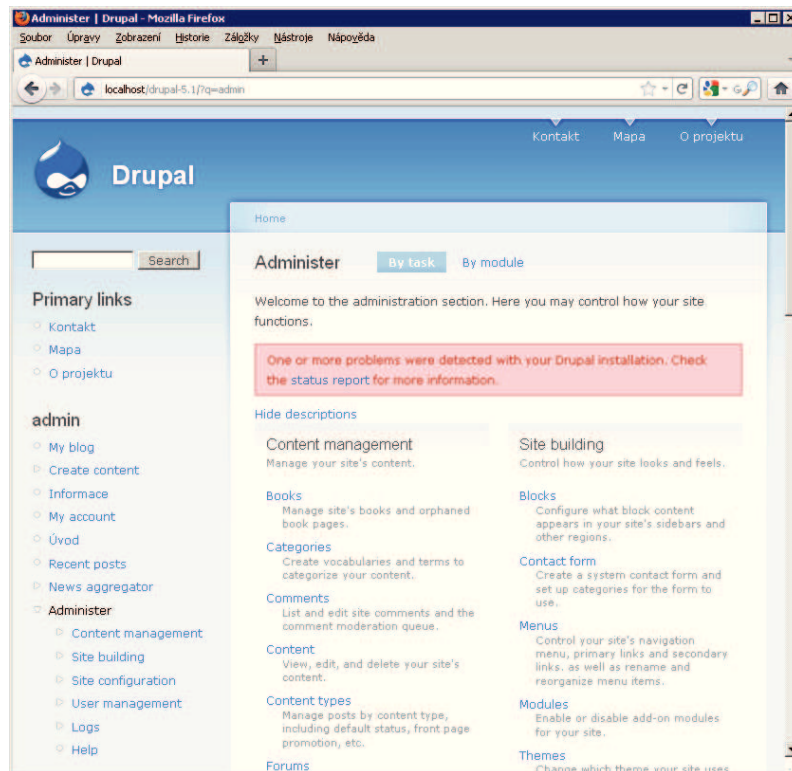 Administer | Drupal - Mozilla Firefox
Soubor Úpravy Zobrazení Historie Záložky Nástroje Nápověda
Administer | Drupal
localhost/drupal-5.1/?q=admin
Kontakt Mapa O projektu
Drupal
Home
Search
Administer By task By module
Welcome to the administration section. Here you may control how your site
functions.
One or more problems were detected with your Drupal installation. Check
the status report for more information.
Hide descriptions
Primary links
Kontakt
Mapa
O projektu
admin
My blog
Create content
Informace
My account
Úvod
Recent posts
News aggregator
Administer
Content management
Site building
Site configuration
User management
Logs
Help
Content management
Manage your site's content.
Books
Manage site's books and orphaned
book pages.
Categories
Create vocabularies and terms to
categorize your content.
Comments
List and edit site comments and the
comment moderation queue.
Content
View, edit, and delete your site's
content.
Content types
Manage posts by content type,
including default status, front page
promotion, etc.
Forums
Site building
Control how your site looks and feels.
Blocks
Configure what block content
appears in your site's sidebars and
other regions.
Contact form
Create a system contact form and
set up categories for the form to
use.
Menus
Control your site's navigation
menu, primary links and secondary
links. as well as rename and
reorganize menu items.
Modules
Enable or disable add-on modules
for your site.
Themes
Change which theme your site uses